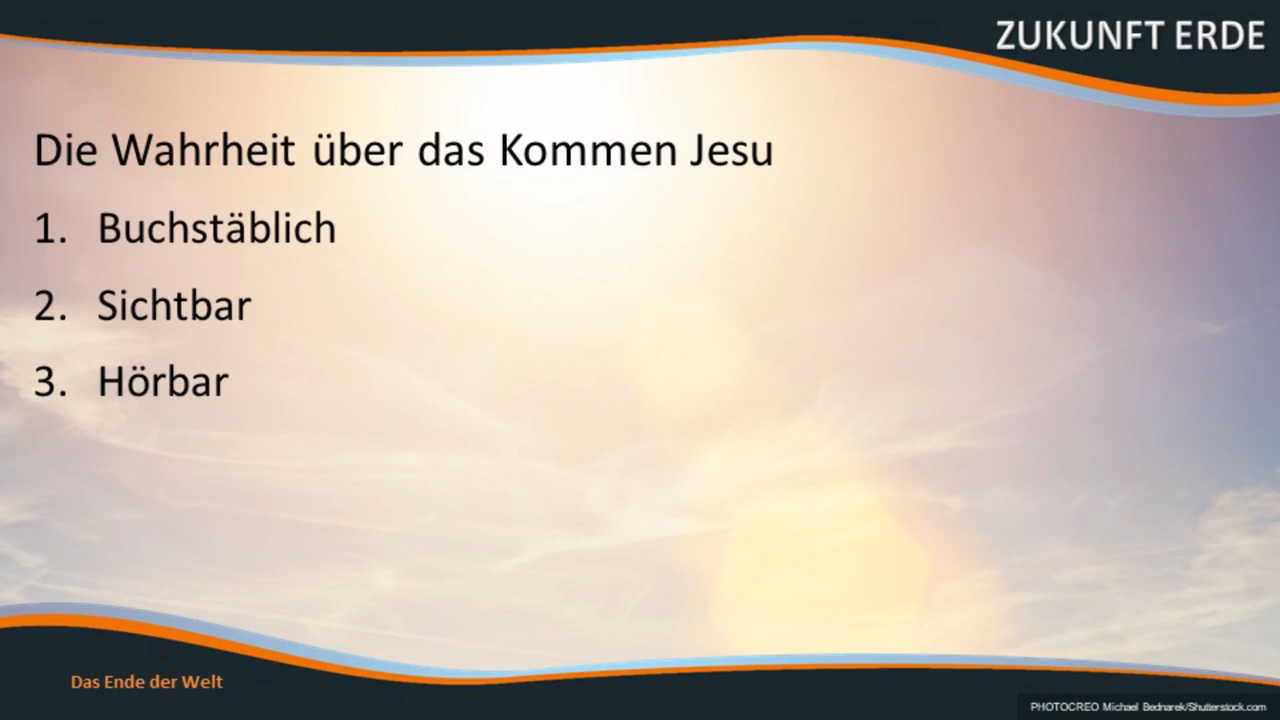 ZUKUNFT ERDE
Die Wahrheit über das Kommen Jesu
1. Buchstäblich
2. Sichtbar
3. Hörbar
Das Ende der Welt
PHOTOCREO Michael Bednarek/Shutterstock.com